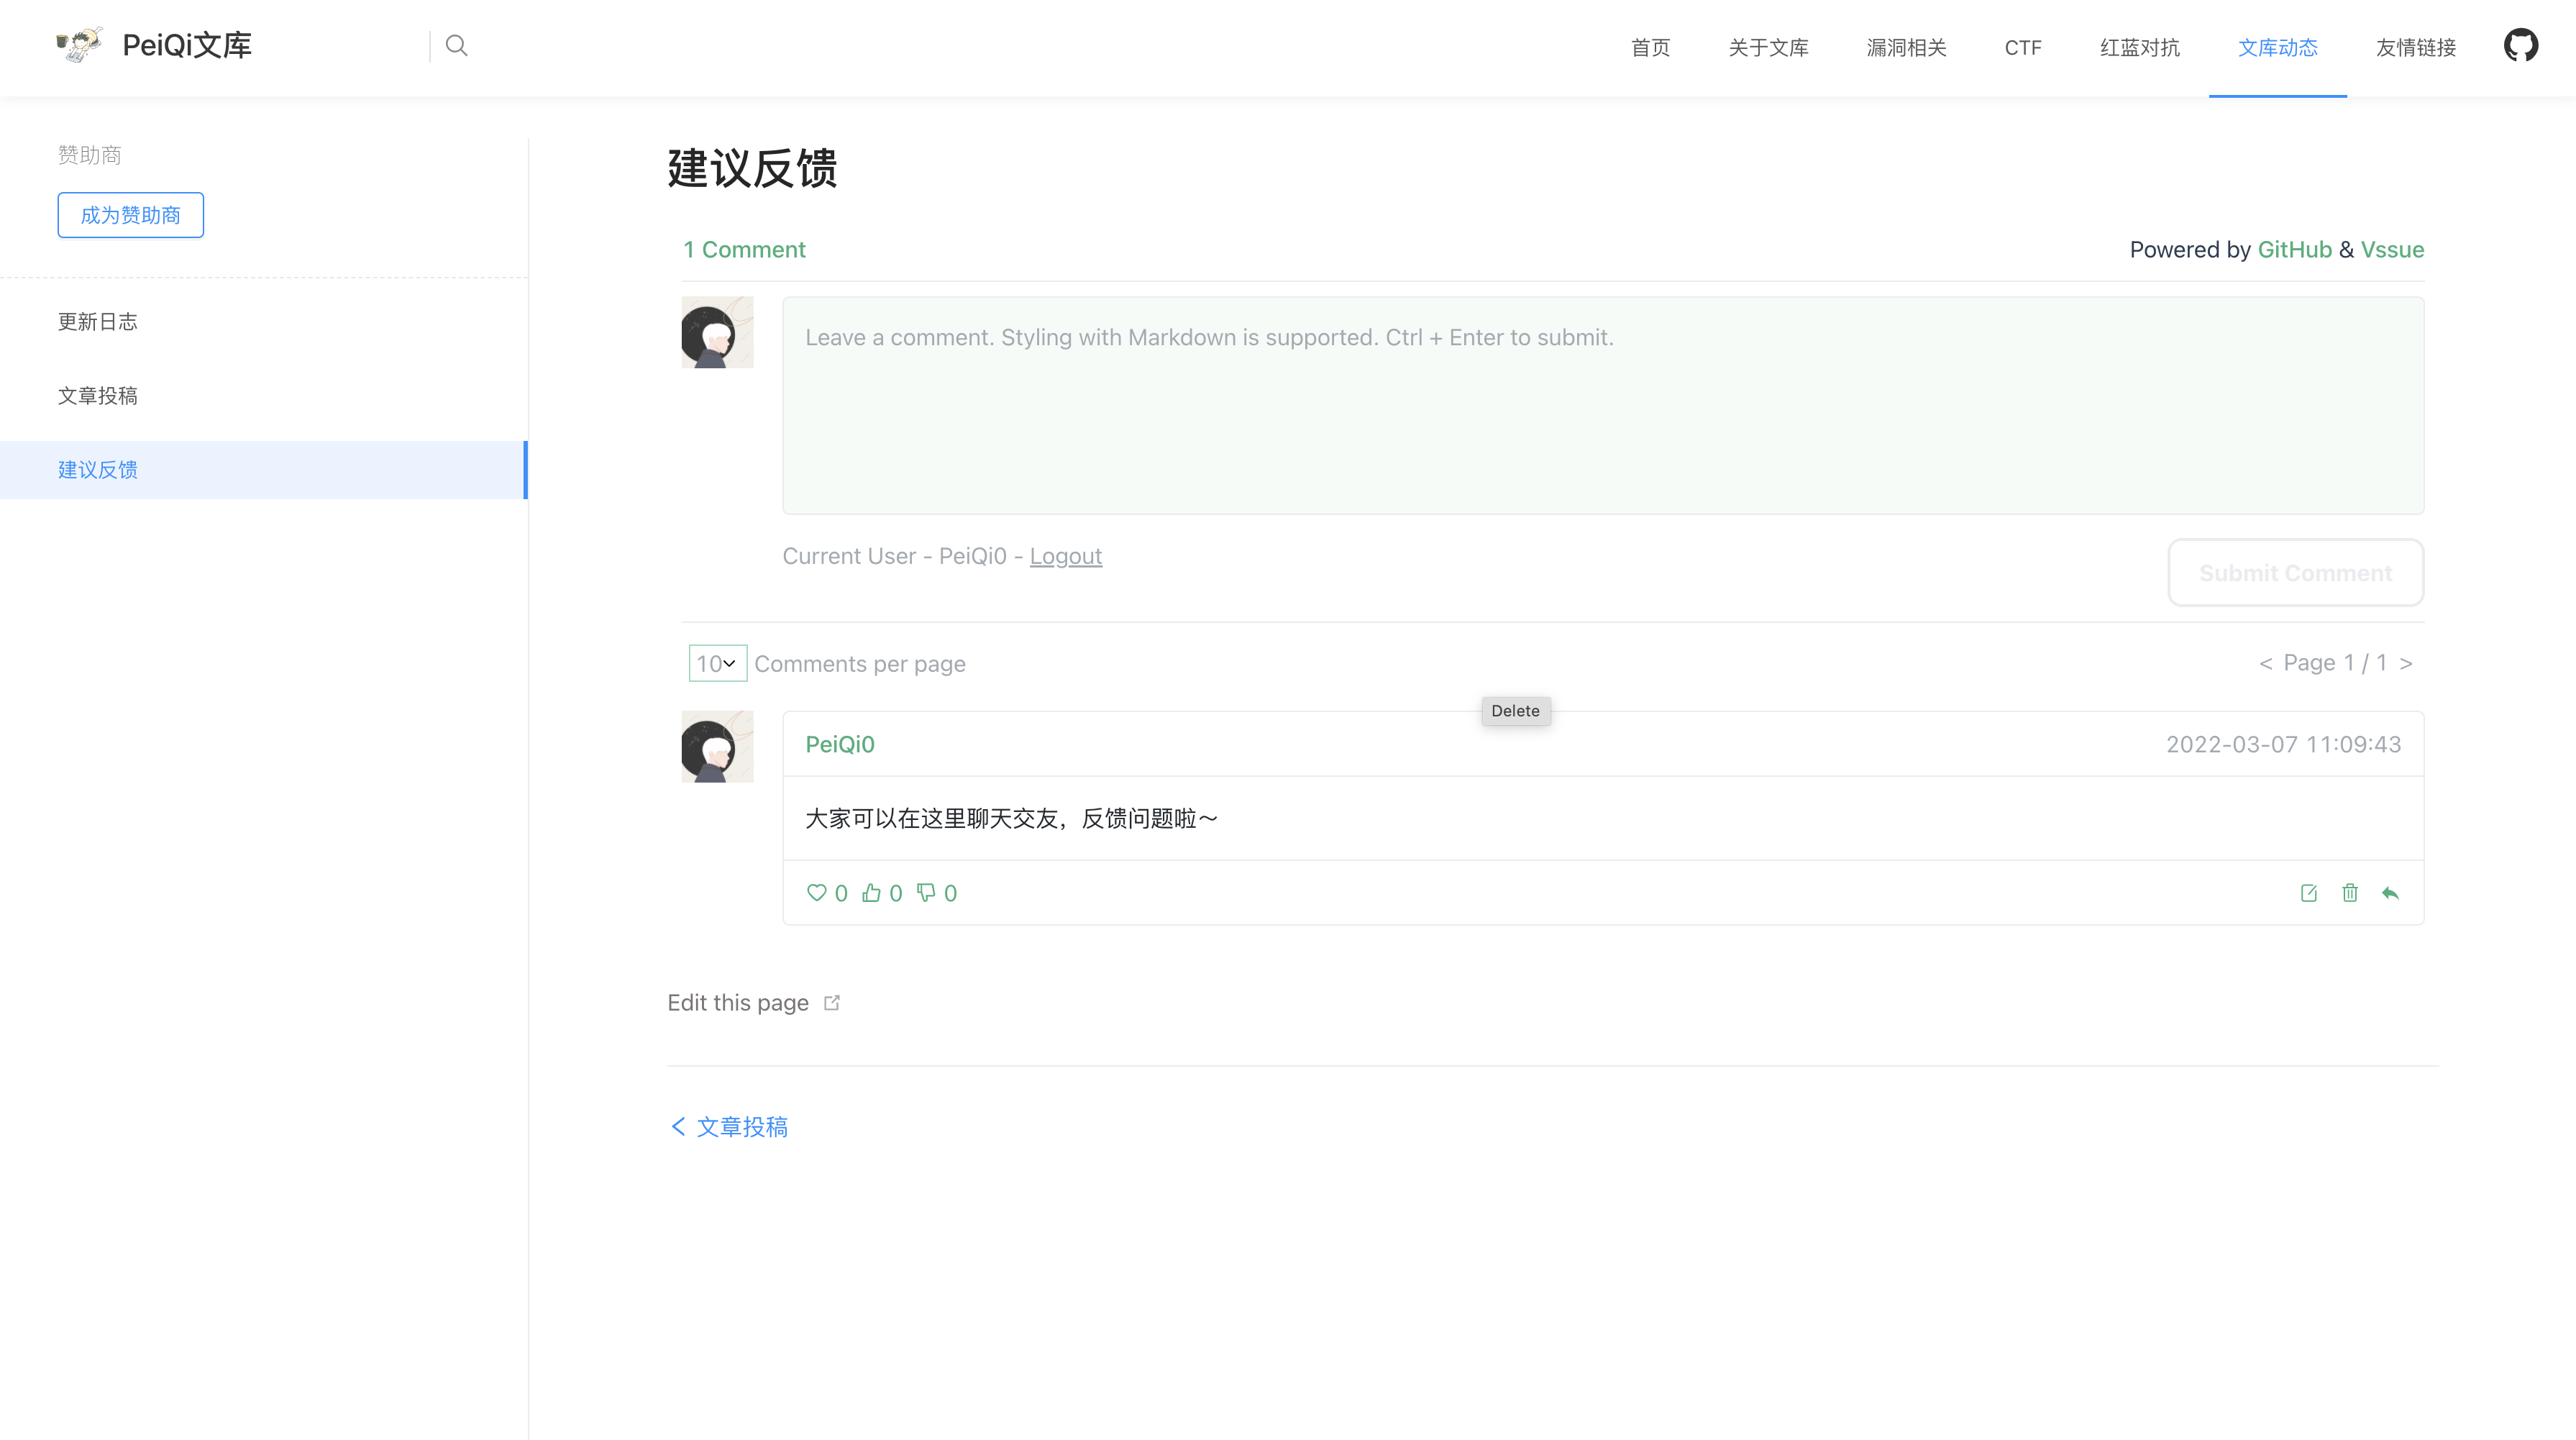 PeiQi文库
首页 关于文库 漏洞相关 CTF 红蓝对抗 文库动态 友情链接
赞助商
成为赞助商
更新日志
文章投稿
建议反馈
建议反馈
1 Comment Powered by GitHub & Vssue
Leave a comment. Styling with Markdown is supported. Ctrl + Enter to submit.
Current User - PeiQi0 - Logout
Submit Comment
10 Comments per page < Page 1 / 1 >
Delete
PeiQi0 2022-03-07 11:09:43
大家可以在这里聊天交友，反馈问题啦～
0 0 0
Edit this page
文章投稿